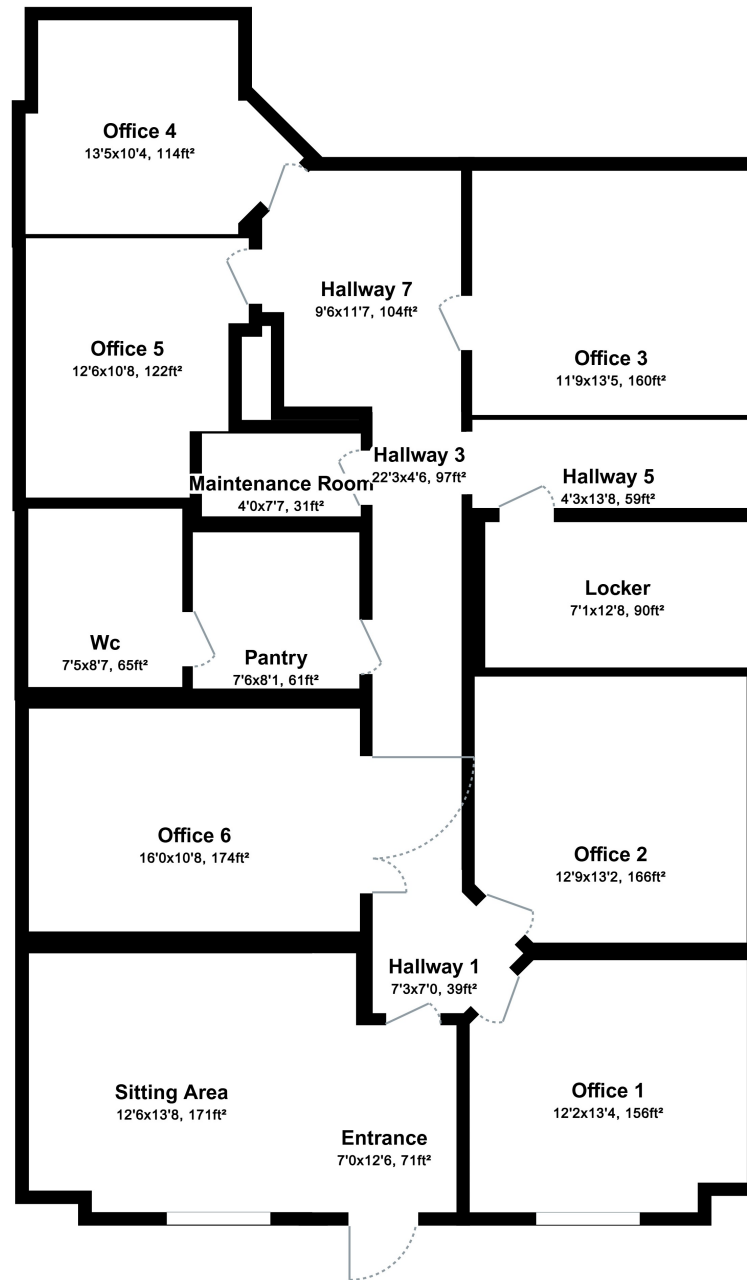 Office 4
13'5x10'4, 114ft²
Hallway 7
9'6x11'7, 104ft²
Office 5
12'6x10'8, 122ft²
Office 3
11'9x13'5, 160ft²
Hallway 3
22'3x4'6, 97ft²
Maintenance Room
4'0x7'7, 31ft²
Hallway 5
4'3x13'8, 59ft²
Locker
7'1x12'8, 90ft²
Wc
7'5x8'7, 65ft²
Pantry
7'6x8'1, 61ft²
Office 6
16'0x10'8, 174ft²
Office 2
12'9x13'2, 166ft²
Hallway 1
7'3x7'0, 39ft²
Sitting Area
12'6x13'8, 171ft²
Office 1
12'2x13'4, 156ft²
Entrance
7'0x12'6, 71ft²